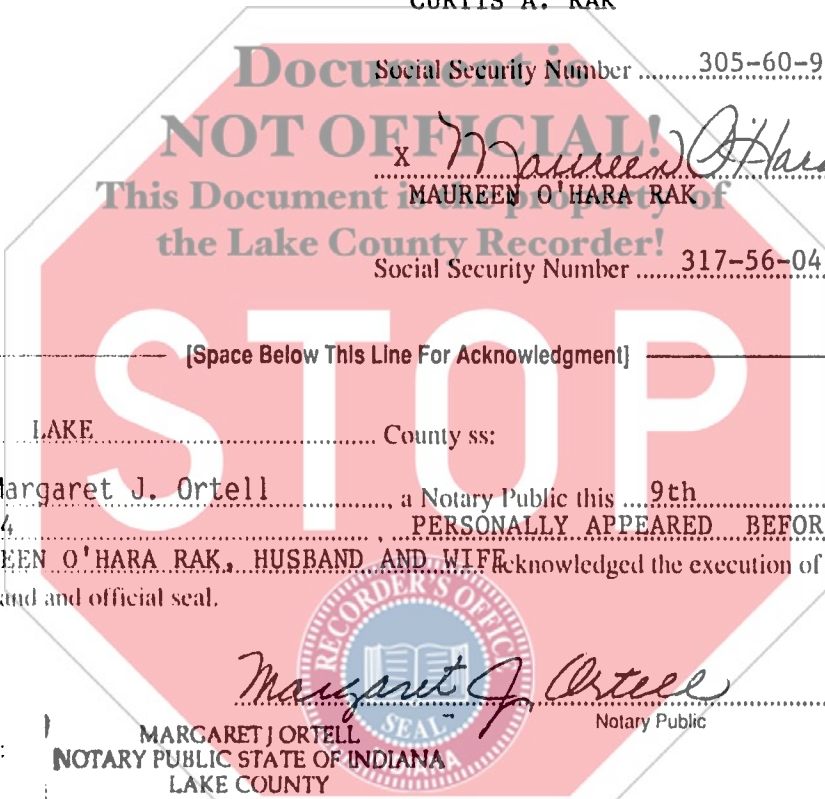 CURTIS A. RAK
Document is
Social Security Number ........ 305-60-9
NOT OFFICIAL!
X Maureen O'Hara
This Document is the property of
MAUREEN O'HARA RAK
the Lake County Recorder!
Social Security Number ...... 317-56-04
STOP
[Space Below This Line For Acknowledgment]
LAKE ........ County ss:
argaret J. Ortell ........, a Notary Public this ... 9th
4 ........, PERSONALLY APPEARED BEFOR
EEN O'HARA RAK, HUSBAND AND WIFE acknowledged the execution of
and and official seal.
RECORDER'S OFFICE
SEAL
INDIANA
Margaret J Ortell
Notary Public
MARGARET J ORTELL
NOTARY PUBLIC STATE OF INDIANA
LAKE COUNTY